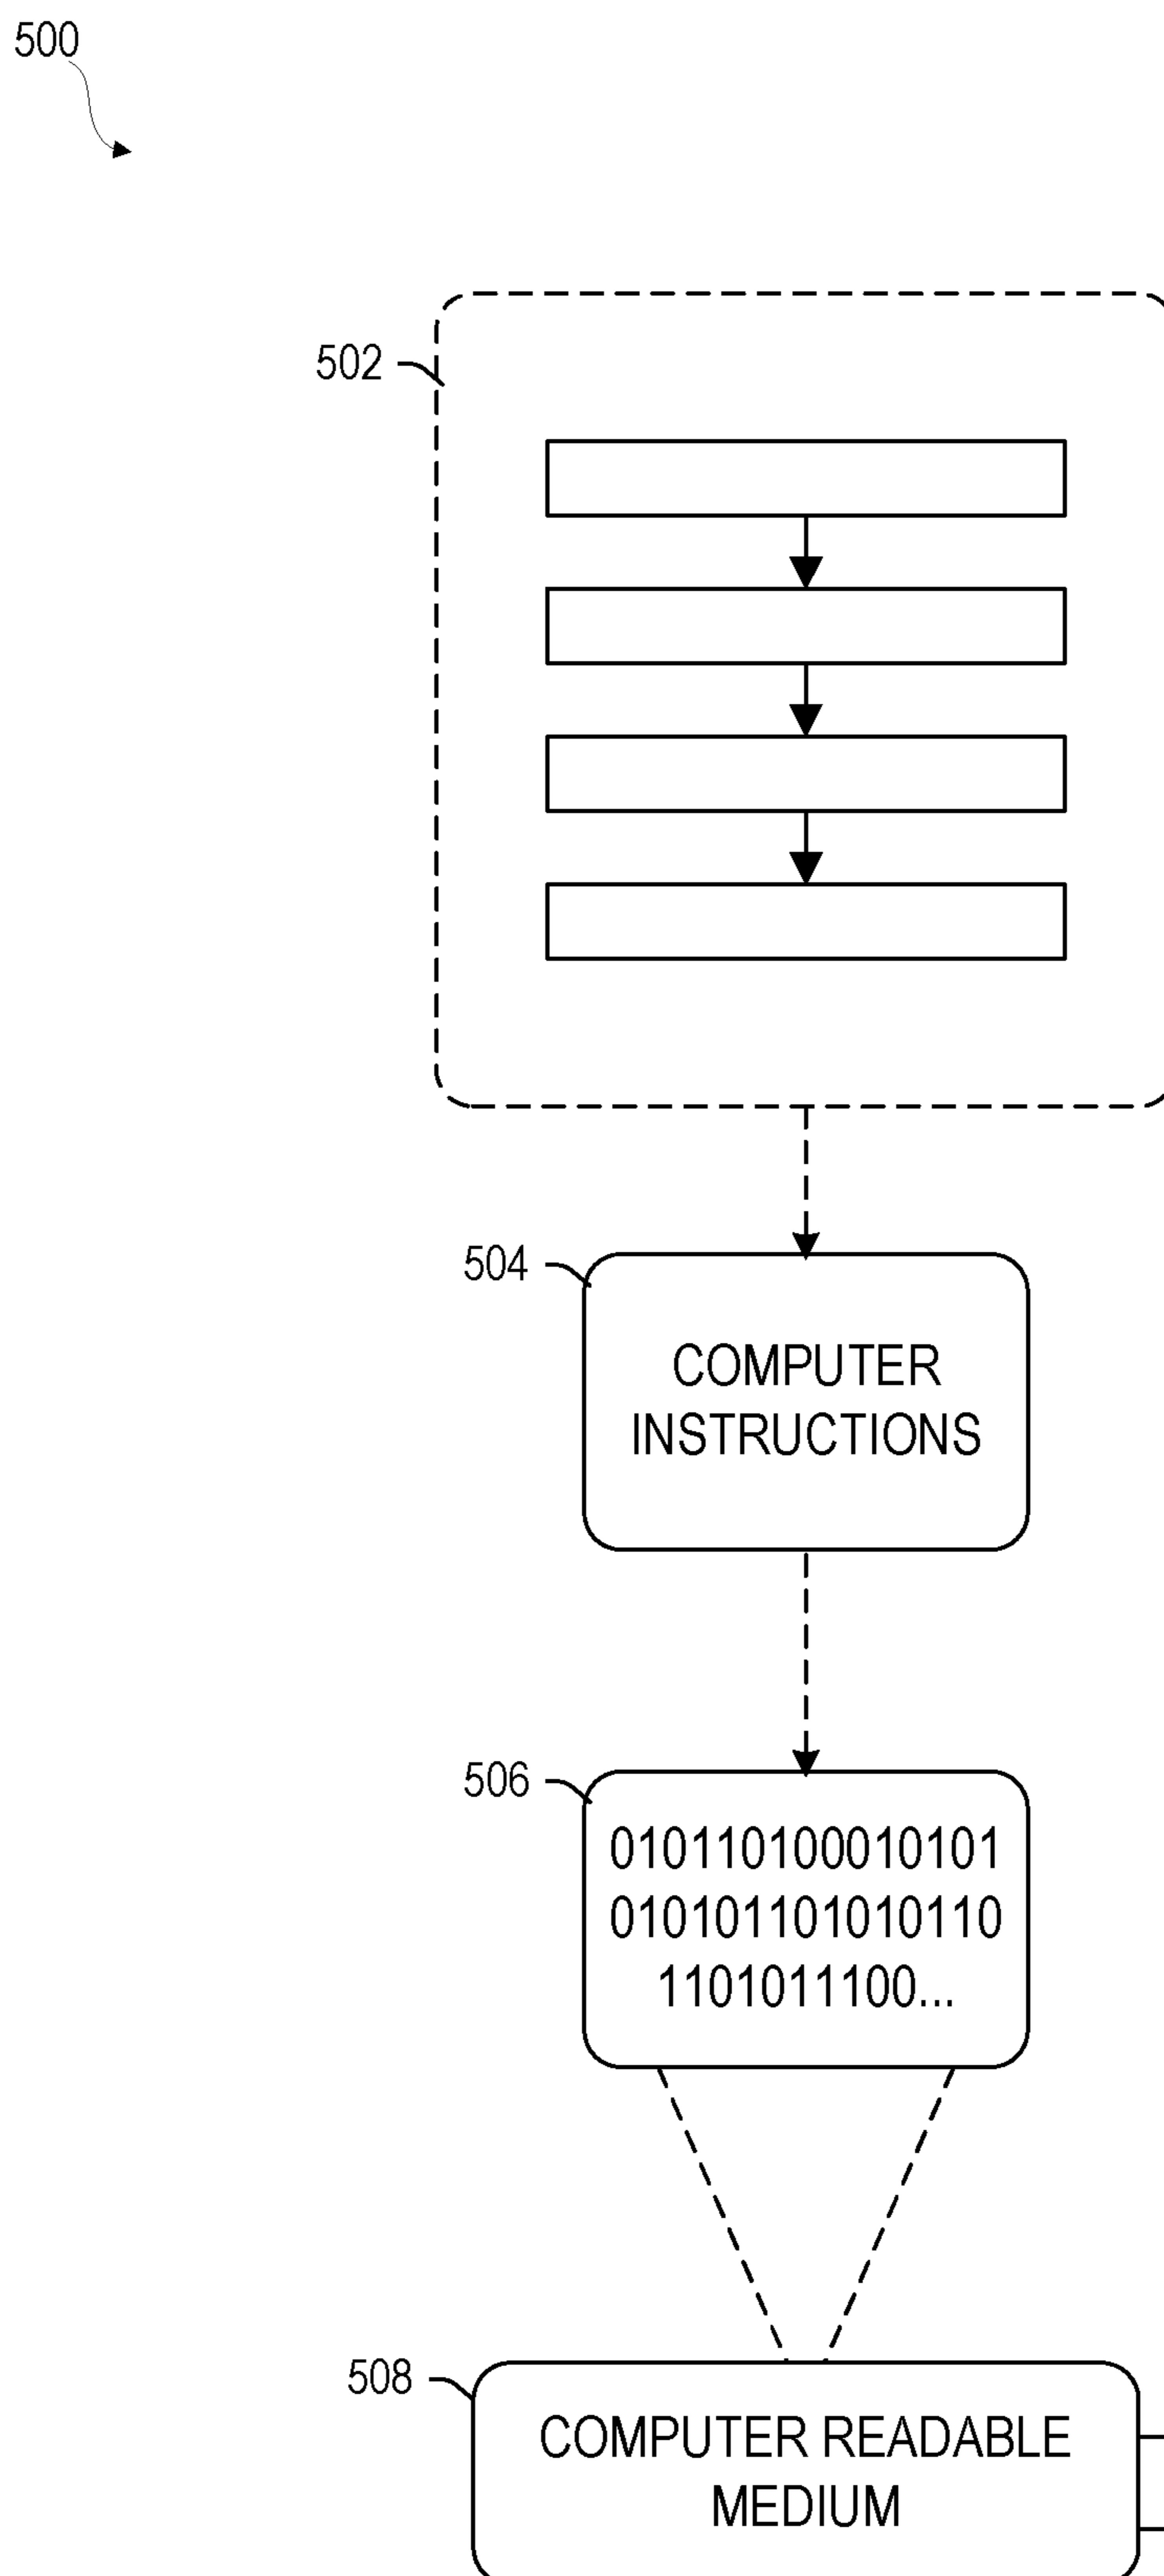 500
502
504
COMPUTER
INSTRUCTIONS
506
010110100010101
010101101010110
1101011100...
508
COMPUTER READABLE
MEDIUM